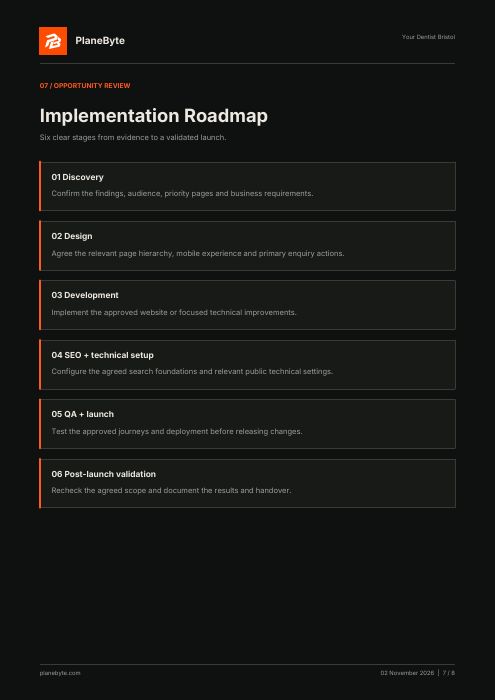 PlaneByte
Your Dentist Bristol
07 / OPPORTUNITY REVIEW
Implementation Roadmap
Six clear stages from evidence to a validated launch.
01 Discovery
Confirm the findings, audience, priority pages and business requirements.
02 Design
Agree the relevant page hierarchy, mobile experience and primary enquiry actions.
03 Development
Implement the approved website or focused technical improvements.
04 SEO + technical setup
Configure the agreed search foundations and relevant public technical settings.
05 QA + launch
Test the approved journeys and deployment before releasing changes.
06 Post-launch validation
Recheck the agreed scope and document the results and handover.
planebyte.com
02 November 2026 | 7 / 8